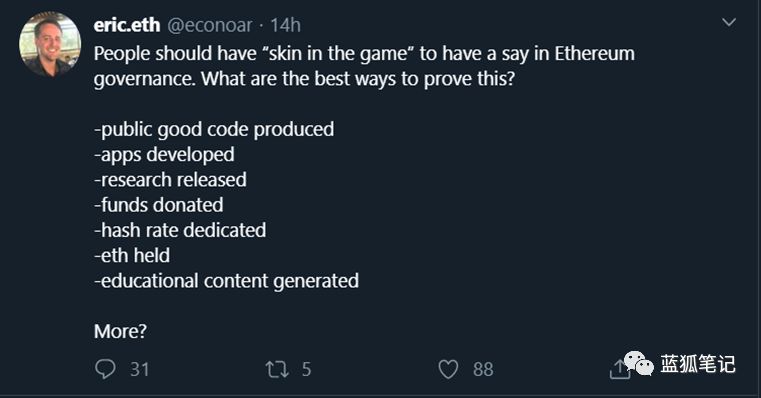 eric.eth @econoar · 14h
People should have “skin in the game” to have a say in Ethereum
governance. What are the best ways to prove this?
-public good code produced
-apps developed
-research released
-funds donated
-hash rate dedicated
-eth held
-educational content generated
More?
31 5 88
蓝狐笔记